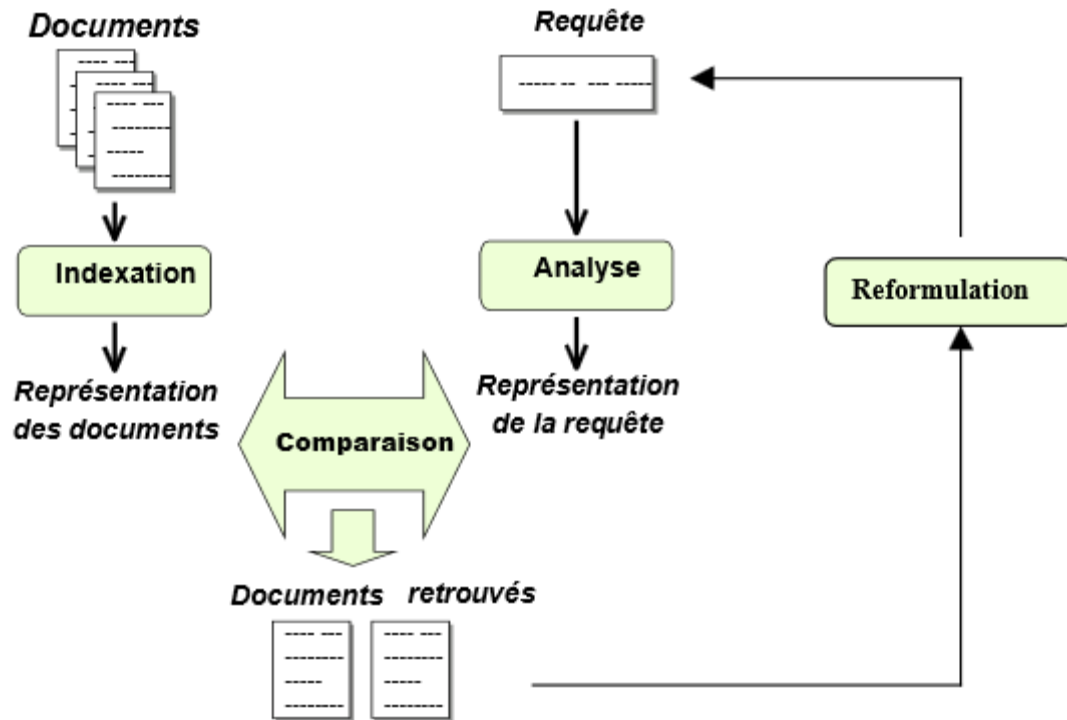 Documents
Requête
Indexation
Analyse
Reformulation
Représentation
des documents
Représentation
de la requête
Comparaison
Documents retrouvés